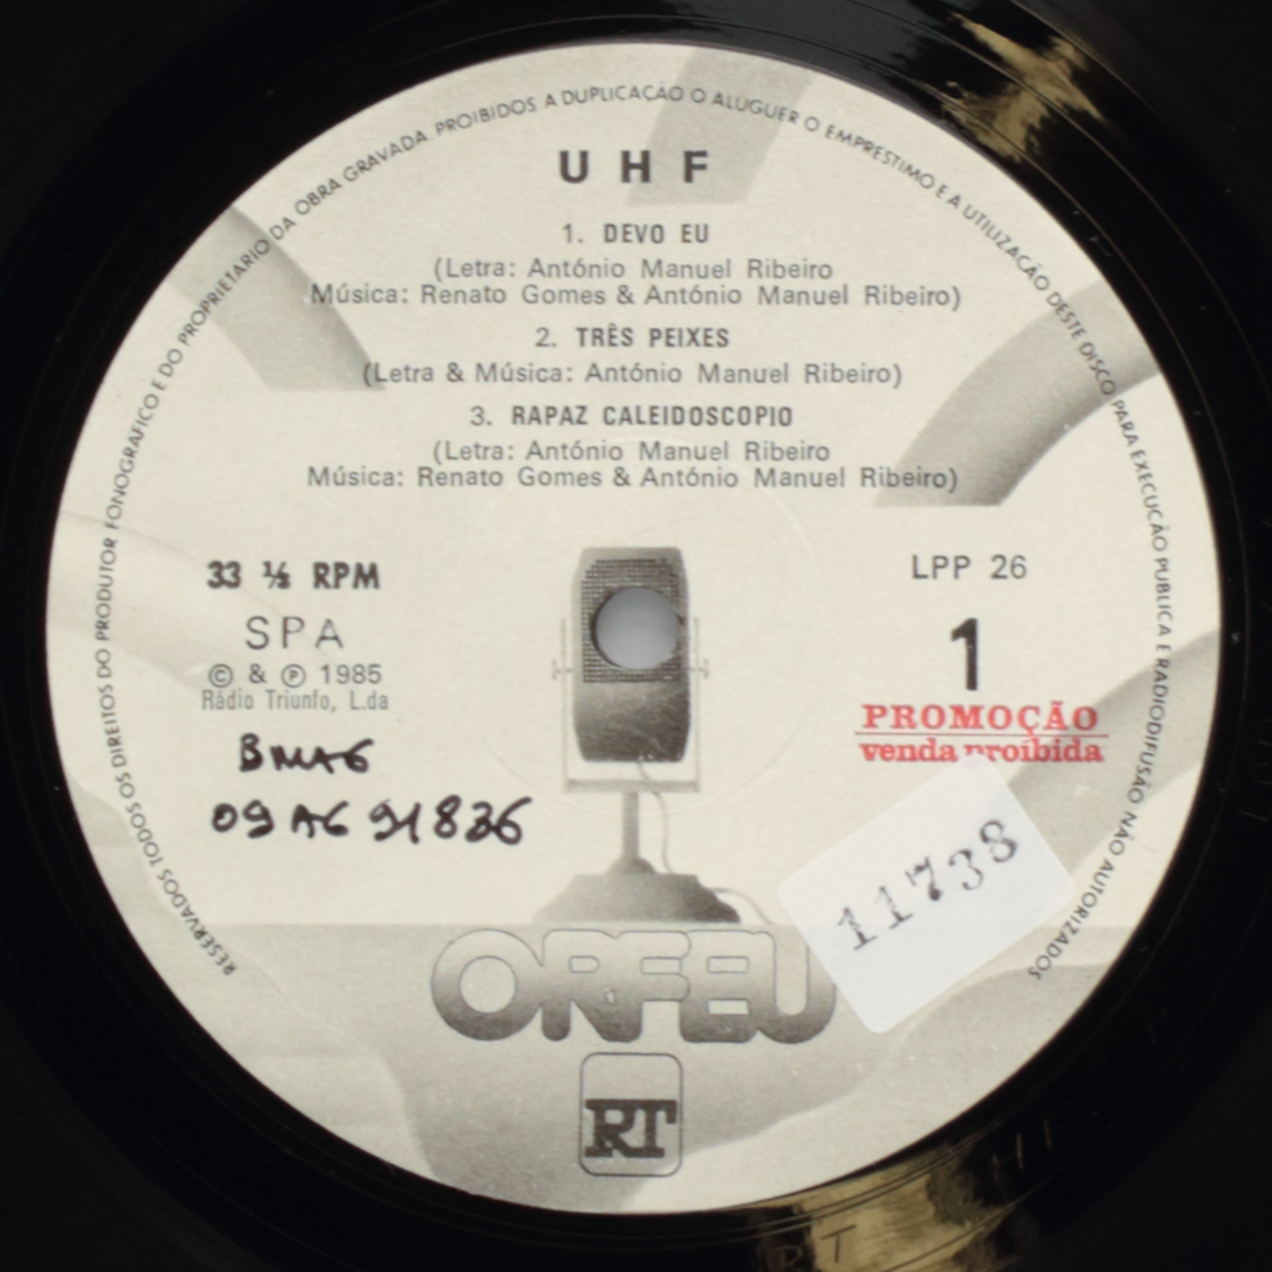 RESERVADOS TODOS OS DIREITOS DO PRODUTOR FONOGRAFICO E DO PROPRIETARIO DA OBRA GRAVADA PROIBIDOS A DUPLICAÇÃO O ALUGUER O EMPRESTIMO E A UTILIZAÇÃO DESTE DISCO PARA EXECUCÃO PUBLICA E RADIODIFUSÃO NÃO AUTORIZADOS
UHF
1. DEVO EU
(Letra: António Manuel Ribeiro
Música: Renato Gomes & António Manuel Ribeiro)
2. TRÊS PEIXES
(Letra & Música: António Manuel Ribeiro)
3. RAPAZ CALEIDOSCOPIO
(Letra: António Manuel Ribeiro
Música: Renato Gomes & António Manuel Ribeiro)
33 ⅓ RPM
SPA
© & ℗ 1985
Rádio Triunfo, L.da
LPP 26
1
PROMOÇÃO
venda proibida
11738
ORFEU
RT